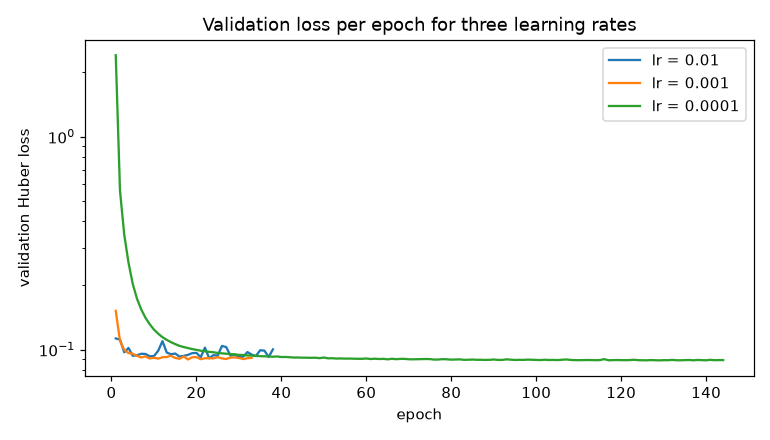 Validation loss per epoch for three learning rates
validation Huber loss
10⁰
10⁻¹
lr = 0.01
lr = 0.001
lr = 0.0001
0 20 40 60 80 100 120 140
epoch